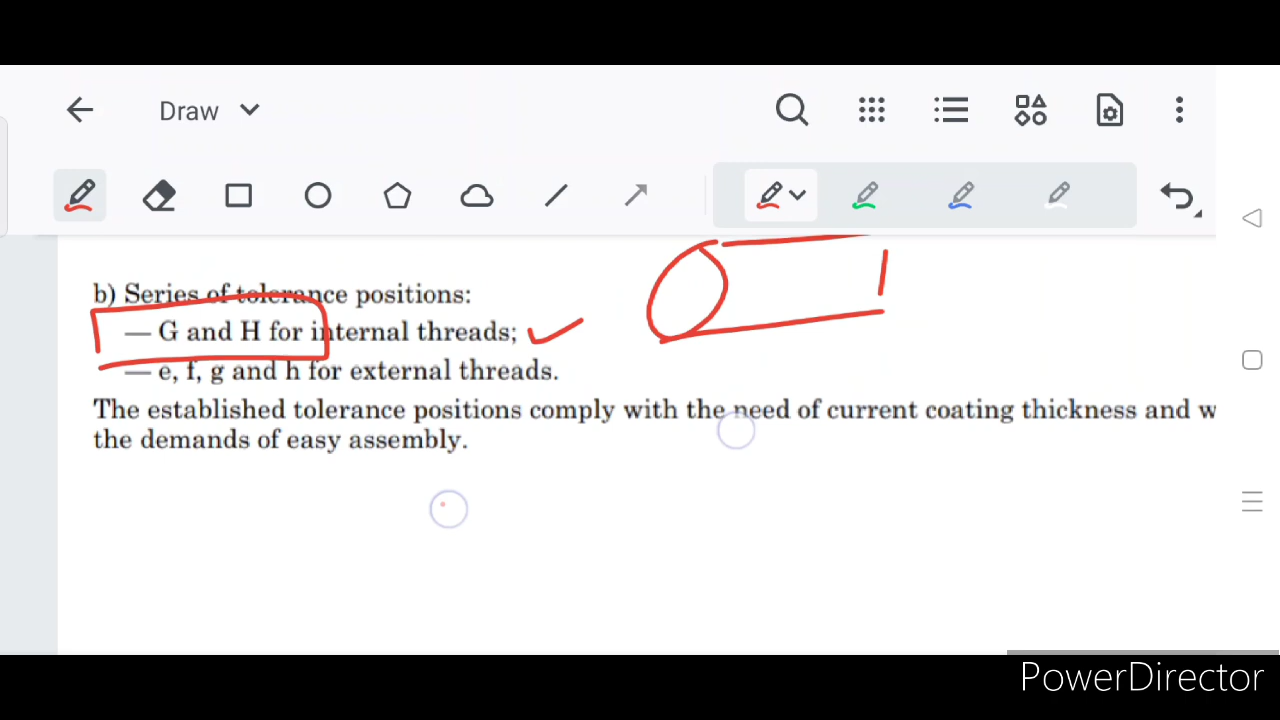 Draw
b) Series of tolerance positions:
— G and H for internal threads;
— e, f, g and h for external threads.
The established tolerance positions comply with the need of current coating thickness and w
the demands of easy assembly.
PowerDirector